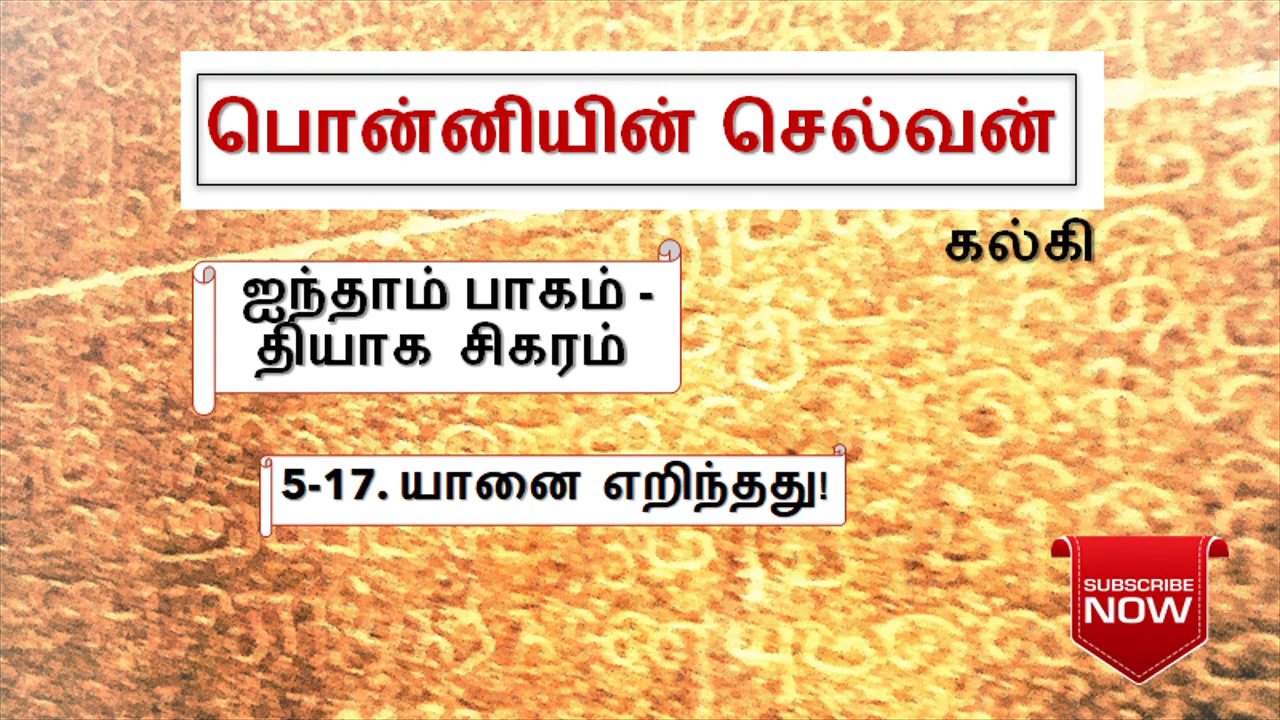 பொன்னியின் செல்வன்
கல்கி
ஐந்தாம் பாகம் -
தியாக சிகரம்
5-17. யானை எறிந்தது!
SUBSCRIBE
NOW